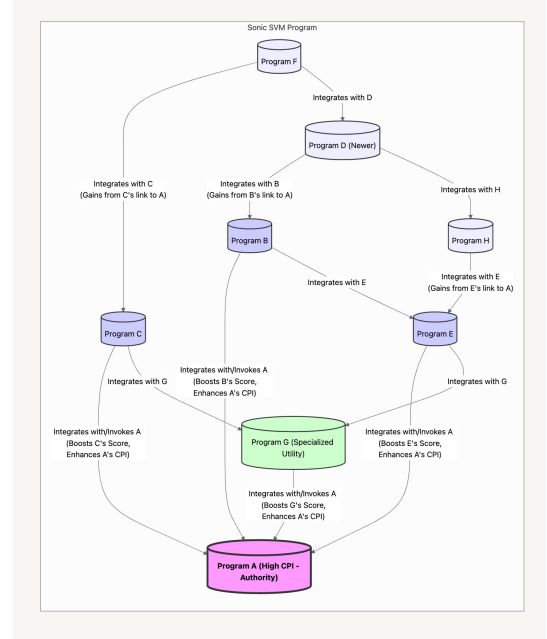 Sonic SVM Program
Program F
Integrates with D
Program D (Newer)
Integrates with C
(Gains from C's link to A)
Integrates with B
(Gains from B's link to A)
Integrates with H
Program B
Program H
Integrates with E
(Gains from E's link to A)
Integrates with E
Program C
Program E
Integrates with/Invokes A
(Boosts B's Score,
Enhances A's CPI)
Integrates with G
Integrates with G
Integrates with/Invokes A
(Boosts C's Score,
Enhances A's CPI)
Program G (Specialized
Utility)
Integrates with/Invokes A
(Boosts E's Score,
Enhances A's CPI)
Integrates with/Invokes A
(Boosts G's Score,
Enhances A's CPI)
Program A (High CPI -
Authority)